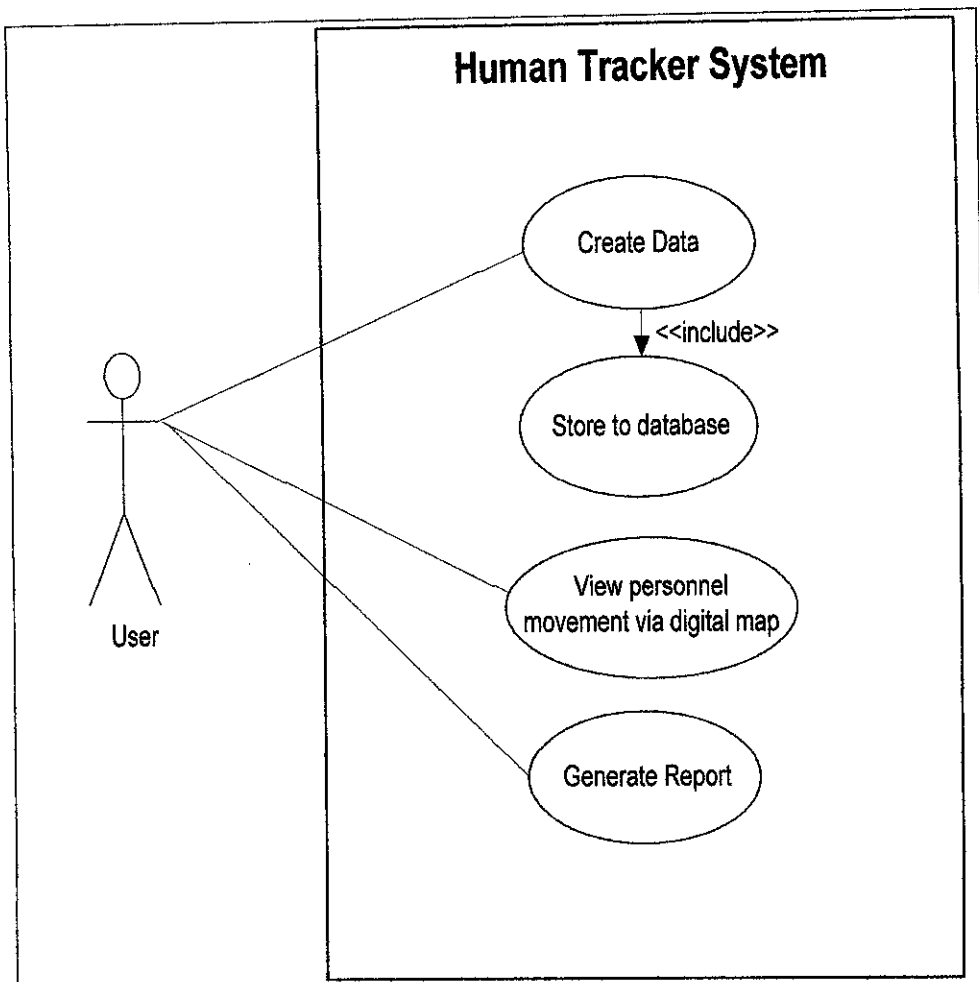 Human Tracker System
Create Data
<<include>>
Store to database
View personnel
movement via digital map
Generate Report
User